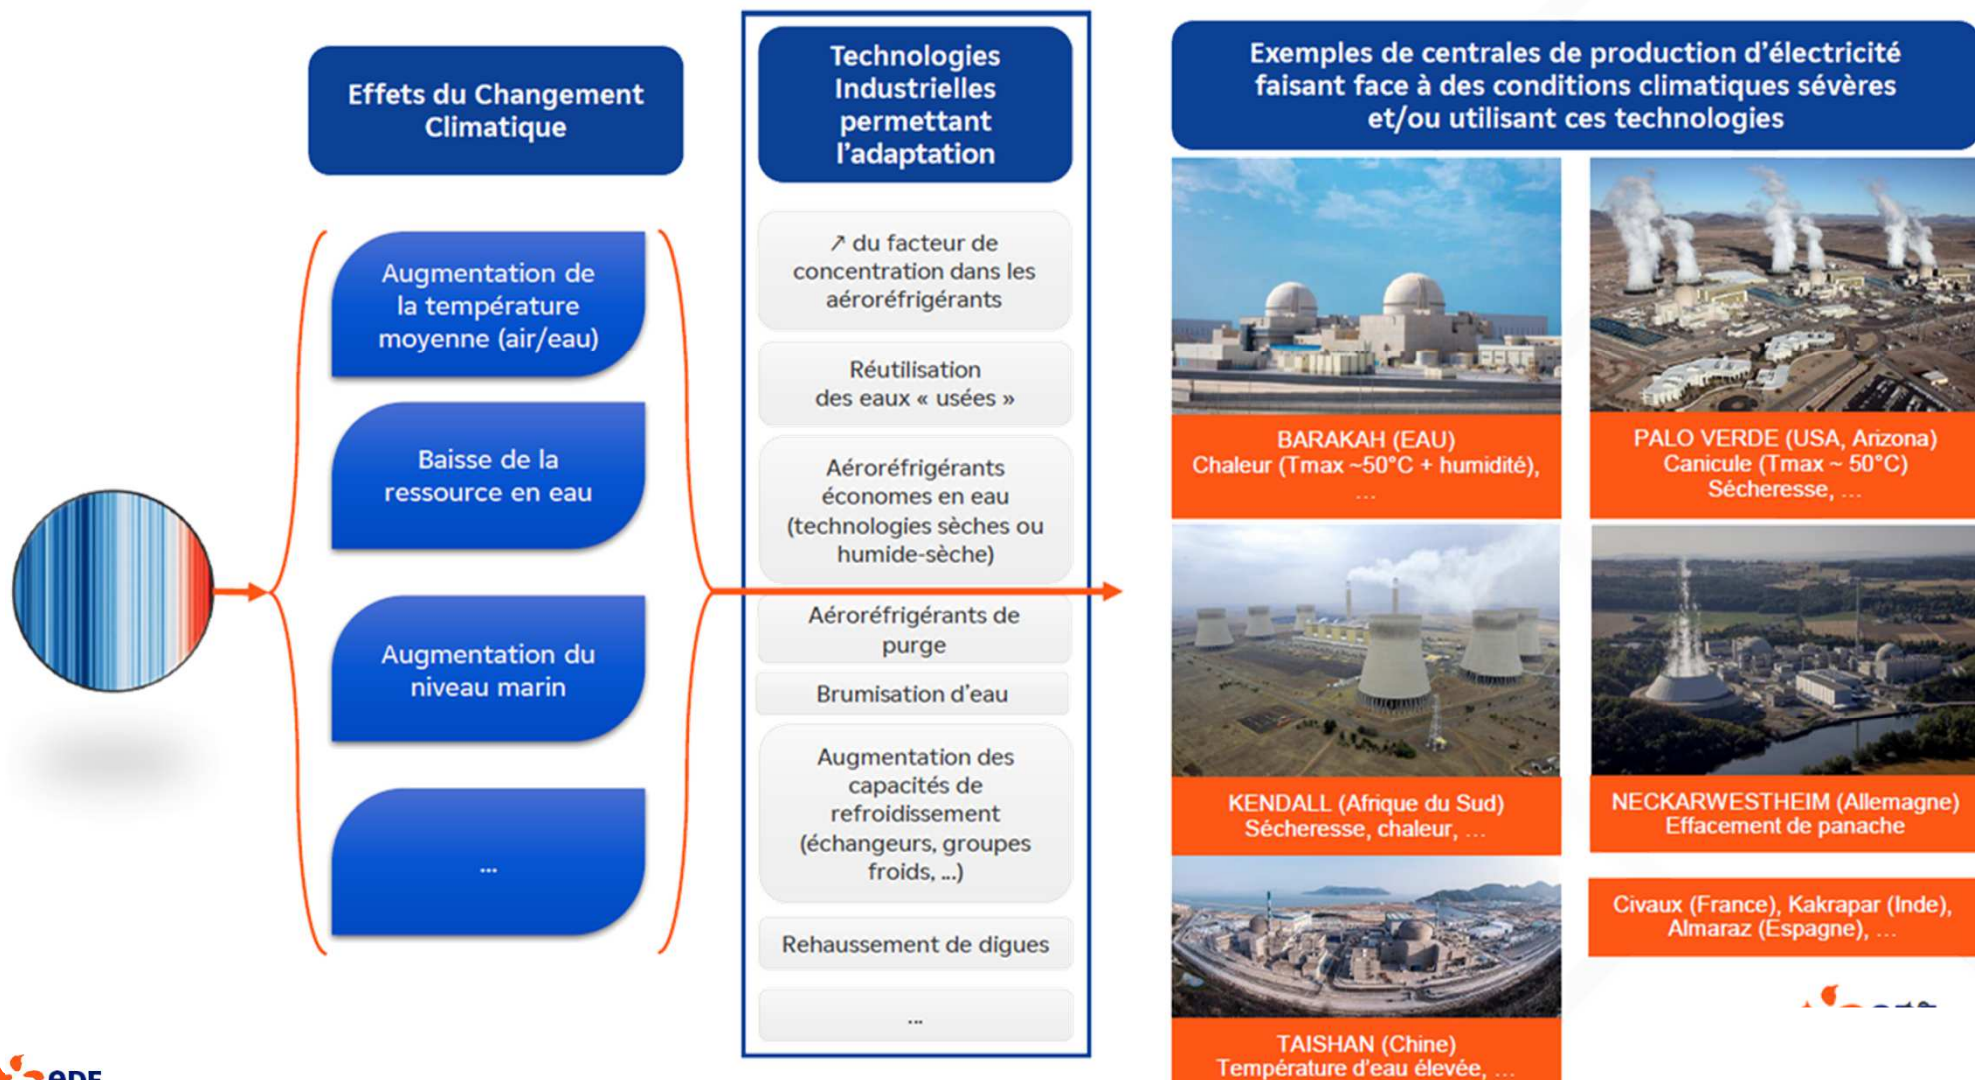 Effets du Changement
Climatique
Augmentation de
la température
moyenne (air/eau)
Baisse de la
ressource en eau
Augmentation du
niveau marin
...
Technologies
Industrielles
permettant
l'adaptation
↗ du facteur de
concentration dans les
aéroréfrigérants
Réutilisation
des eaux « usées »
Aéroréfrigérants
économes en eau
(technologies sèches ou
humide-sèche)
Aéroréfrigérants de
purge
Brumisation d'eau
Augmentation des
capacités de
refroidissement
(échangeurs, groupes
froids, ...)
Rehaussement de digues
...
Exemples de centrales de production d'électricité
faisant face à des conditions climatiques sévères
et/ou utilisant ces technologies
BARAKAH (EAU)
Chaleur (Tmax ~50°C + humidité),
...
PALO VERDE (USA, Arizona)
Canicule (Tmax ~ 50°C)
Sécheresse, ...
KENDALL (Afrique du Sud)
Sécheresse, chaleur, ...
NECKARWESTHEIM (Allemagne)
Effacement de panache
TAISHAN (Chine)
Température d'eau élevée, ...
Civaux (France), Kakrapar (Inde),
Almaraz (Espagne), ...
eDF